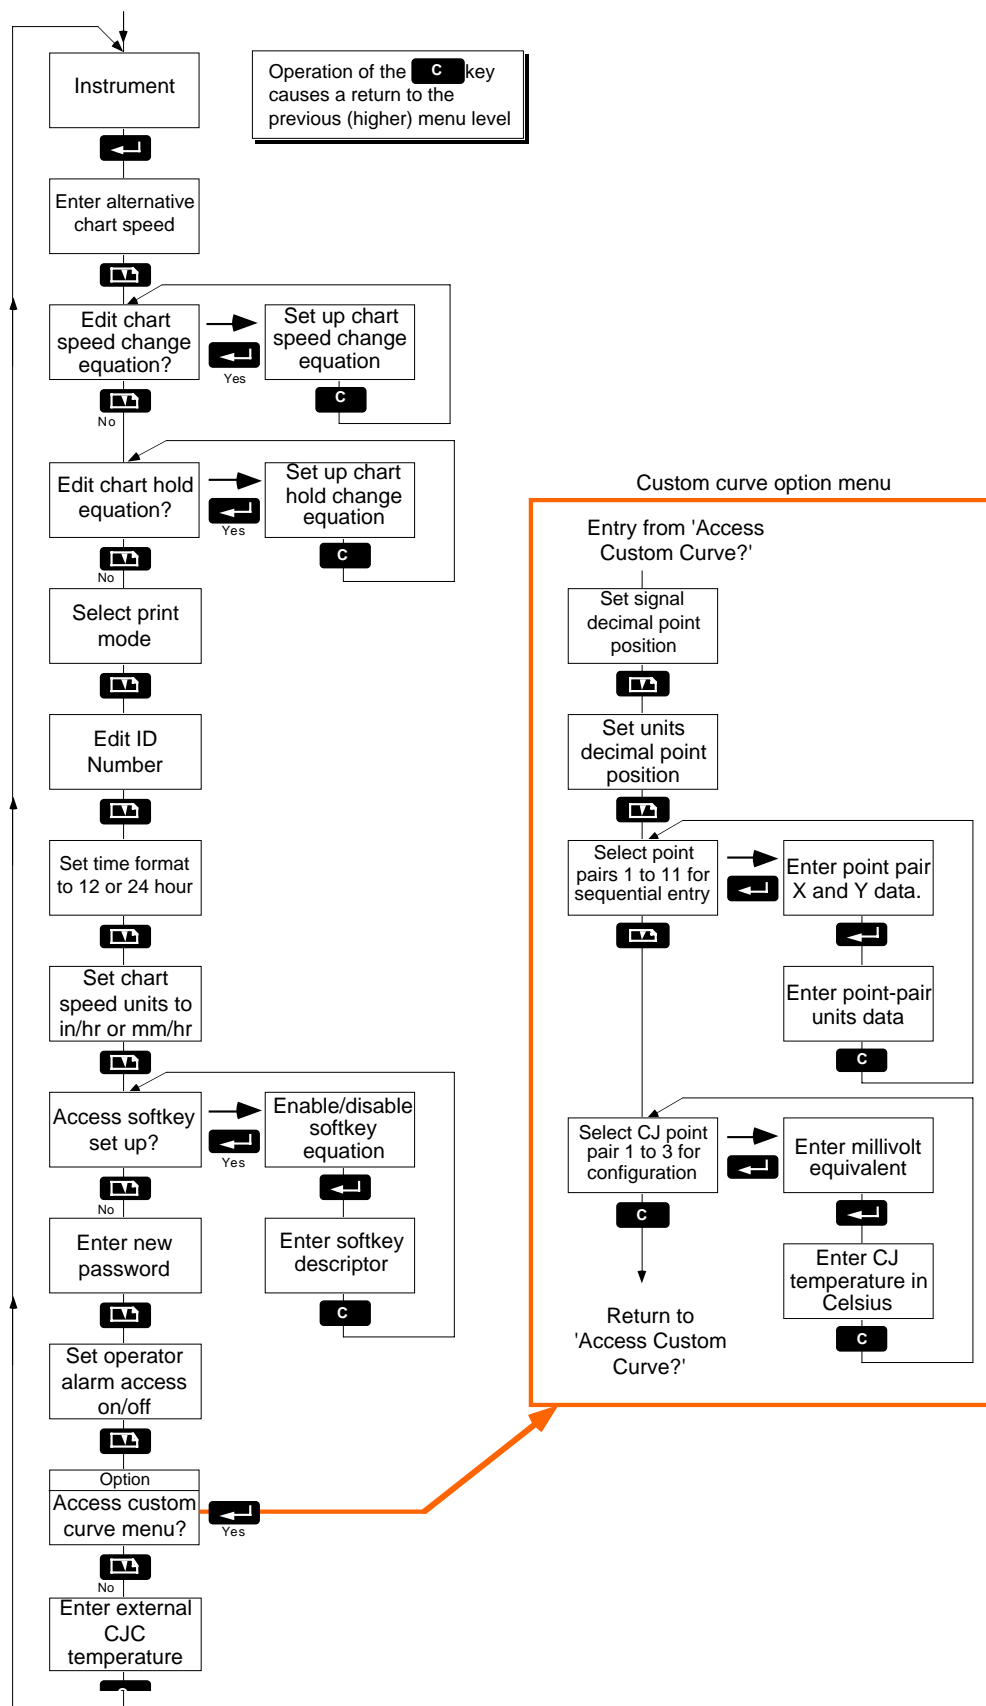 Instrument
Operation of the C key
causes a return to the
previous (higher) menu level
Enter alternative
chart speed
Edit chart
speed change
equation?
Yes
Set up chart
speed change
equation
C
No
Edit chart hold
equation?
Yes
Set up chart
hold change
equation
C
No
Select print
mode
Edit ID
Number
Set time format
to 12 or 24 hour
Set chart
speed units to
in/hr or mm/hr
Access softkey
set up?
Yes
Enable/disable
softkey
equation
Enter softkey
descriptor
C
No
Enter new
password
Set operator
alarm access
on/off
Option
Access custom
curve menu?
Yes
No
Enter external
CJC
temperature
Custom curve option menu
Entry from 'Access
Custom Curve?'
Set signal
decimal point
position
Set units
decimal point
position
Select point
pairs 1 to 11 for
sequential entry
Enter point pair
X and Y data.
Enter point-pair
units data
C
Select CJ point
pair 1 to 3 for
configuration
C
Enter millivolt
equivalent
Enter CJ
temperature in
Celsius
C
Return to
'Access Custom
Curve?'